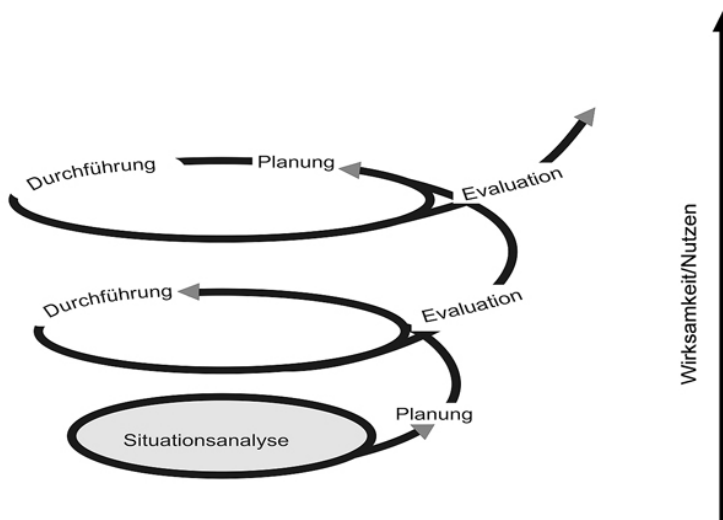 Durchführung
Planung
Evaluation
Durchführung
Evaluation
Planung
Situationsanalyse
Wirksamkeit/Nutzen